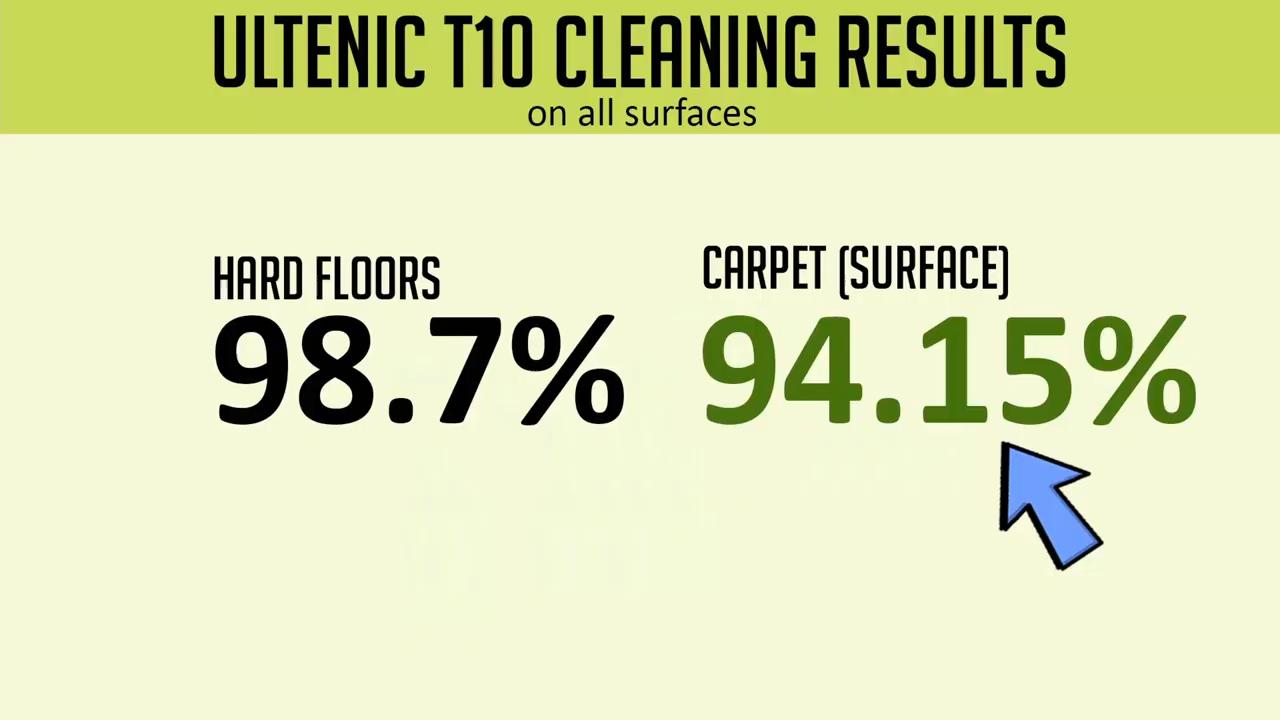 ULTENIC T10 CLEANING RESULTS
on all surfaces
HARD FLOORS
98.7%
CARPET (SURFACE)
94.15%